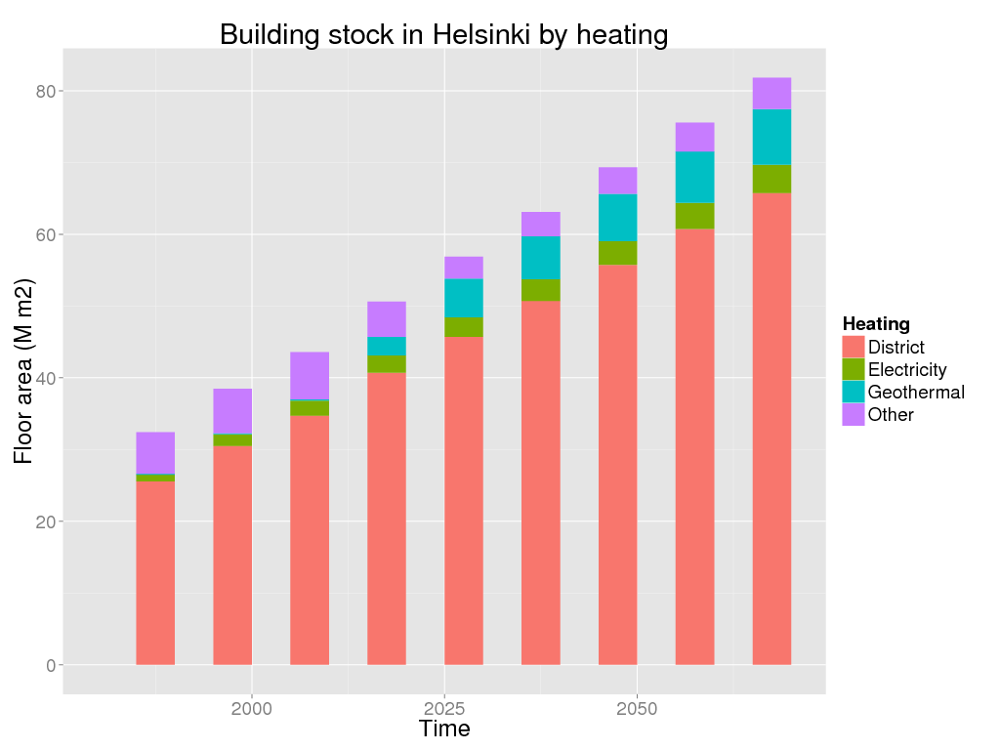 Building stock in Helsinki by heating
Floor area (M m2)
80
60
40
20
0
2000 2025 2050
Time
Heating
District
Electricity
Geothermal
Other